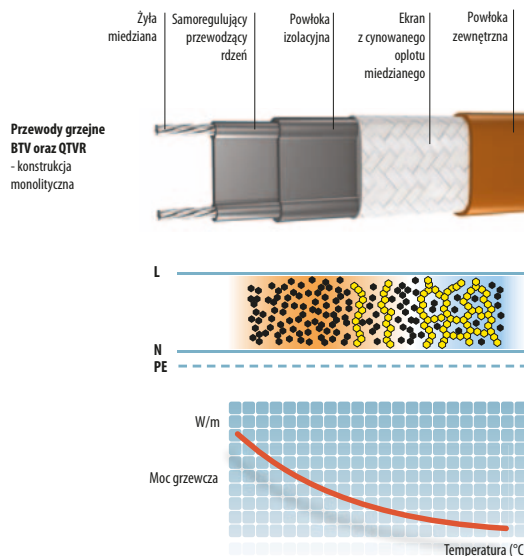 Żyła
miedziana
Samoregulujący
przewodzący
rdzeń
Powłoka
izolacyjna
Ekran
z cynowanego
oplotu
miedzianego
Powłoka
zewnętrzna
Przewody grzejne
BTV oraz QTVR
- konstrukcja
monolityczna
L
N
PE
W/m
Moc grzewcza
Temperatura (°C